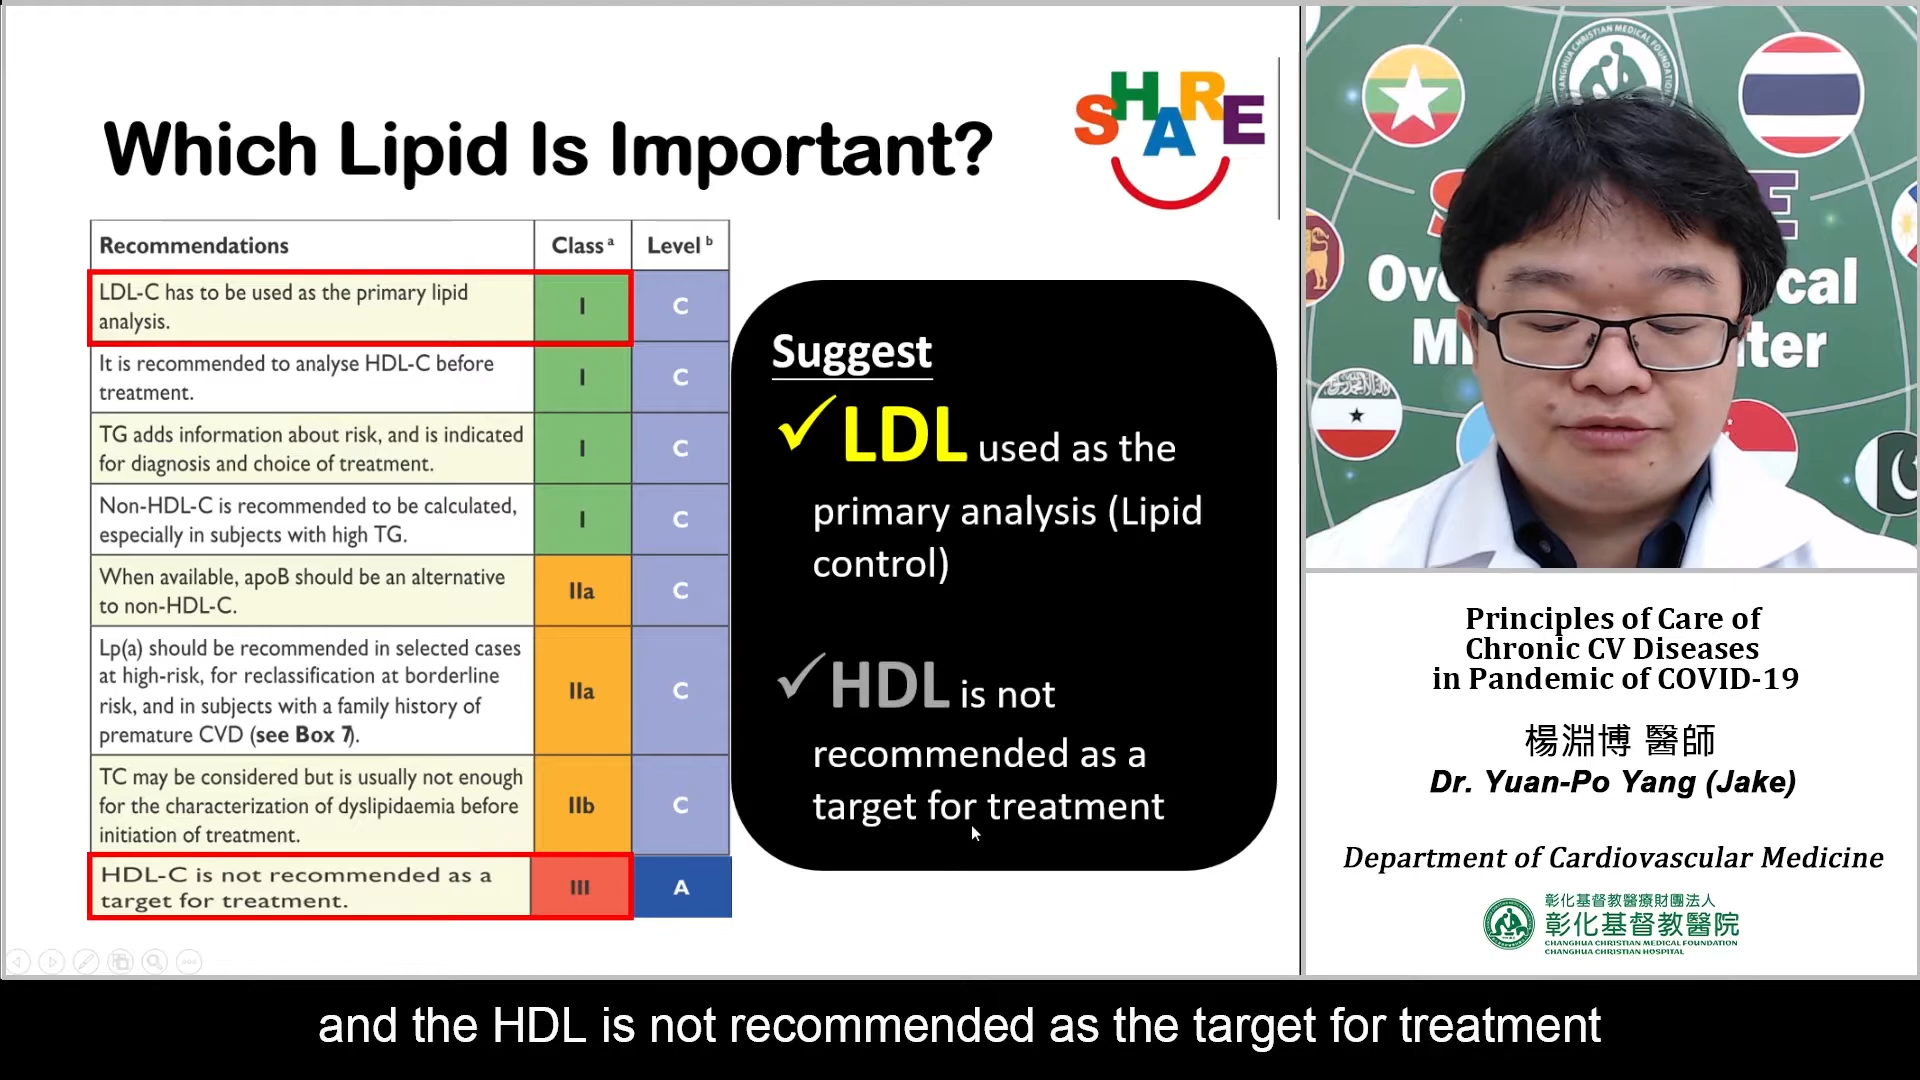 Which Lipid Is Important?
SHARE
Recommendations Class a Level b
LDL-C has to be used as the primary lipid
analysis.
I C
It is recommended to analyse HDL-C before
treatment.
I C
TG adds information about risk, and is indicated
for diagnosis and choice of treatment.
I C
Non-HDL-C is recommended to be calculated,
especially in subjects with high TG.
I C
When available, apoB should be an alternative
to non-HDL-C.
IIa C
Lp(a) should be recommended in selected cases
at high-risk, for reclassification at borderline
risk, and in subjects with a family history of
premature CVD (see Box 7).
IIa C
TC may be considered but is usually not enough
for the characterization of dyslipidaemia before
initiation of treatment.
IIb C
HDL-C is not recommended as a
target for treatment.
III A
Suggest
✓LDL used as the
primary analysis (Lipid
control)
✓HDL is not
recommended as a
target for treatment
CHANGHUA CHRISTIAN MEDICAL FOUNDATION
Principles of Care of
Chronic CV Diseases
in Pandemic of COVID-19
楊淵博 醫師
Dr. Yuan-Po Yang (Jake)
Department of Cardiovascular Medicine
彰化基督教醫療財團法人
彰化基督教醫院
CHANGHUA CHRISTIAN MEDICAL FOUNDATION
CHANGHUA CHRISTIAN HOSPITAL
and the HDL is not recommended as the target for treatment